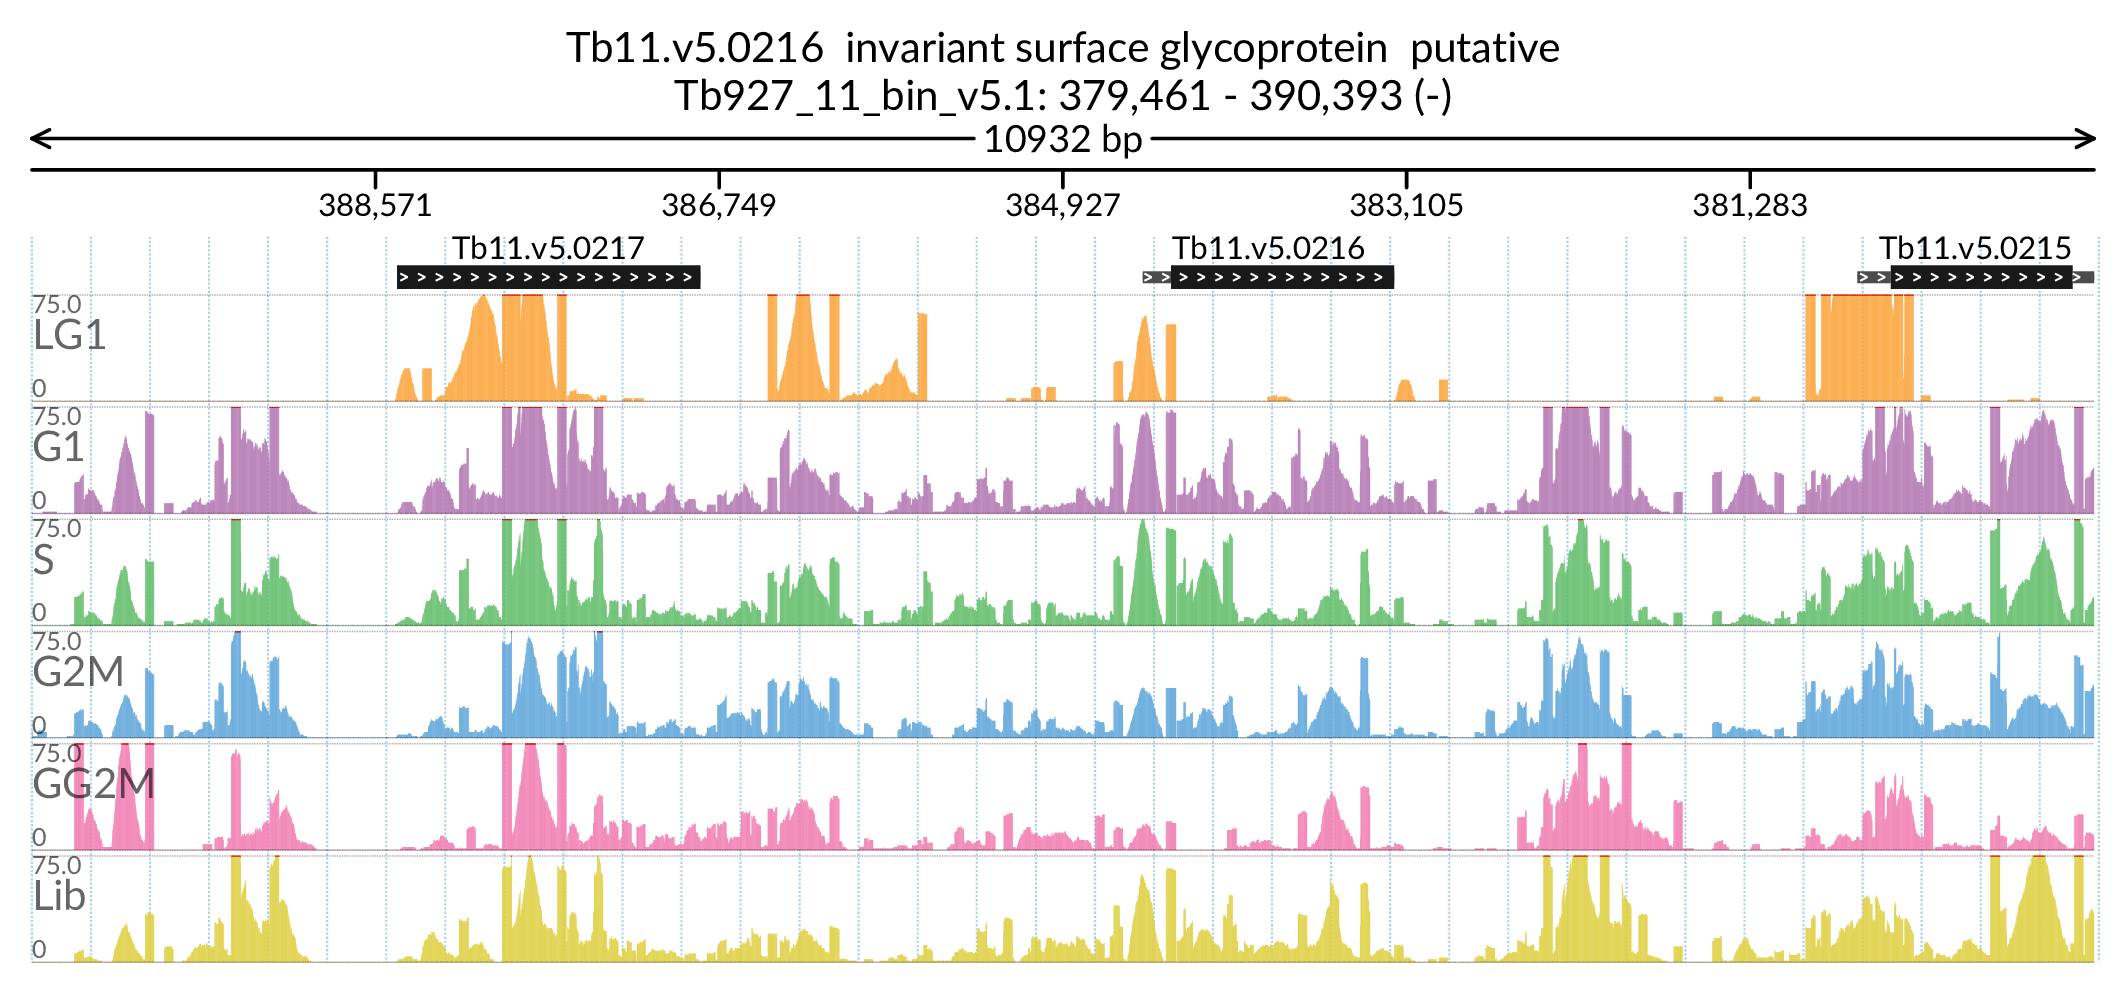 Tb11.v5.0216  invariant surface glycoprotein  putative
Tb927_11_bin_v5.1: 379,461 - 390,393 (-)
10932 bp
388,571 386,749 384,927 383,105 381,283
Tb11.v5.0217 Tb11.v5.0216 Tb11.v5.0215
75.0
LG1
0
75.0
G1
0
75.0
S
0
75.0
G2M
0
75.0
GG2M
0
75.0
Lib
0